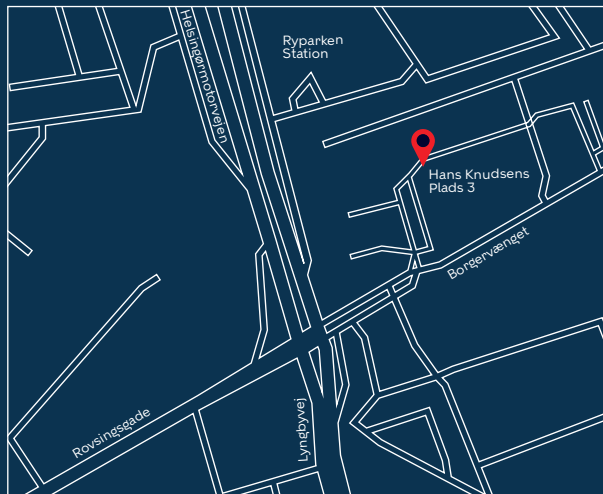 Helsingørmotorvejen
Ryparken
Station
Hans Knudsens
Plads 3
Borgervænget
Rovsingsgade
Lyngbyvej